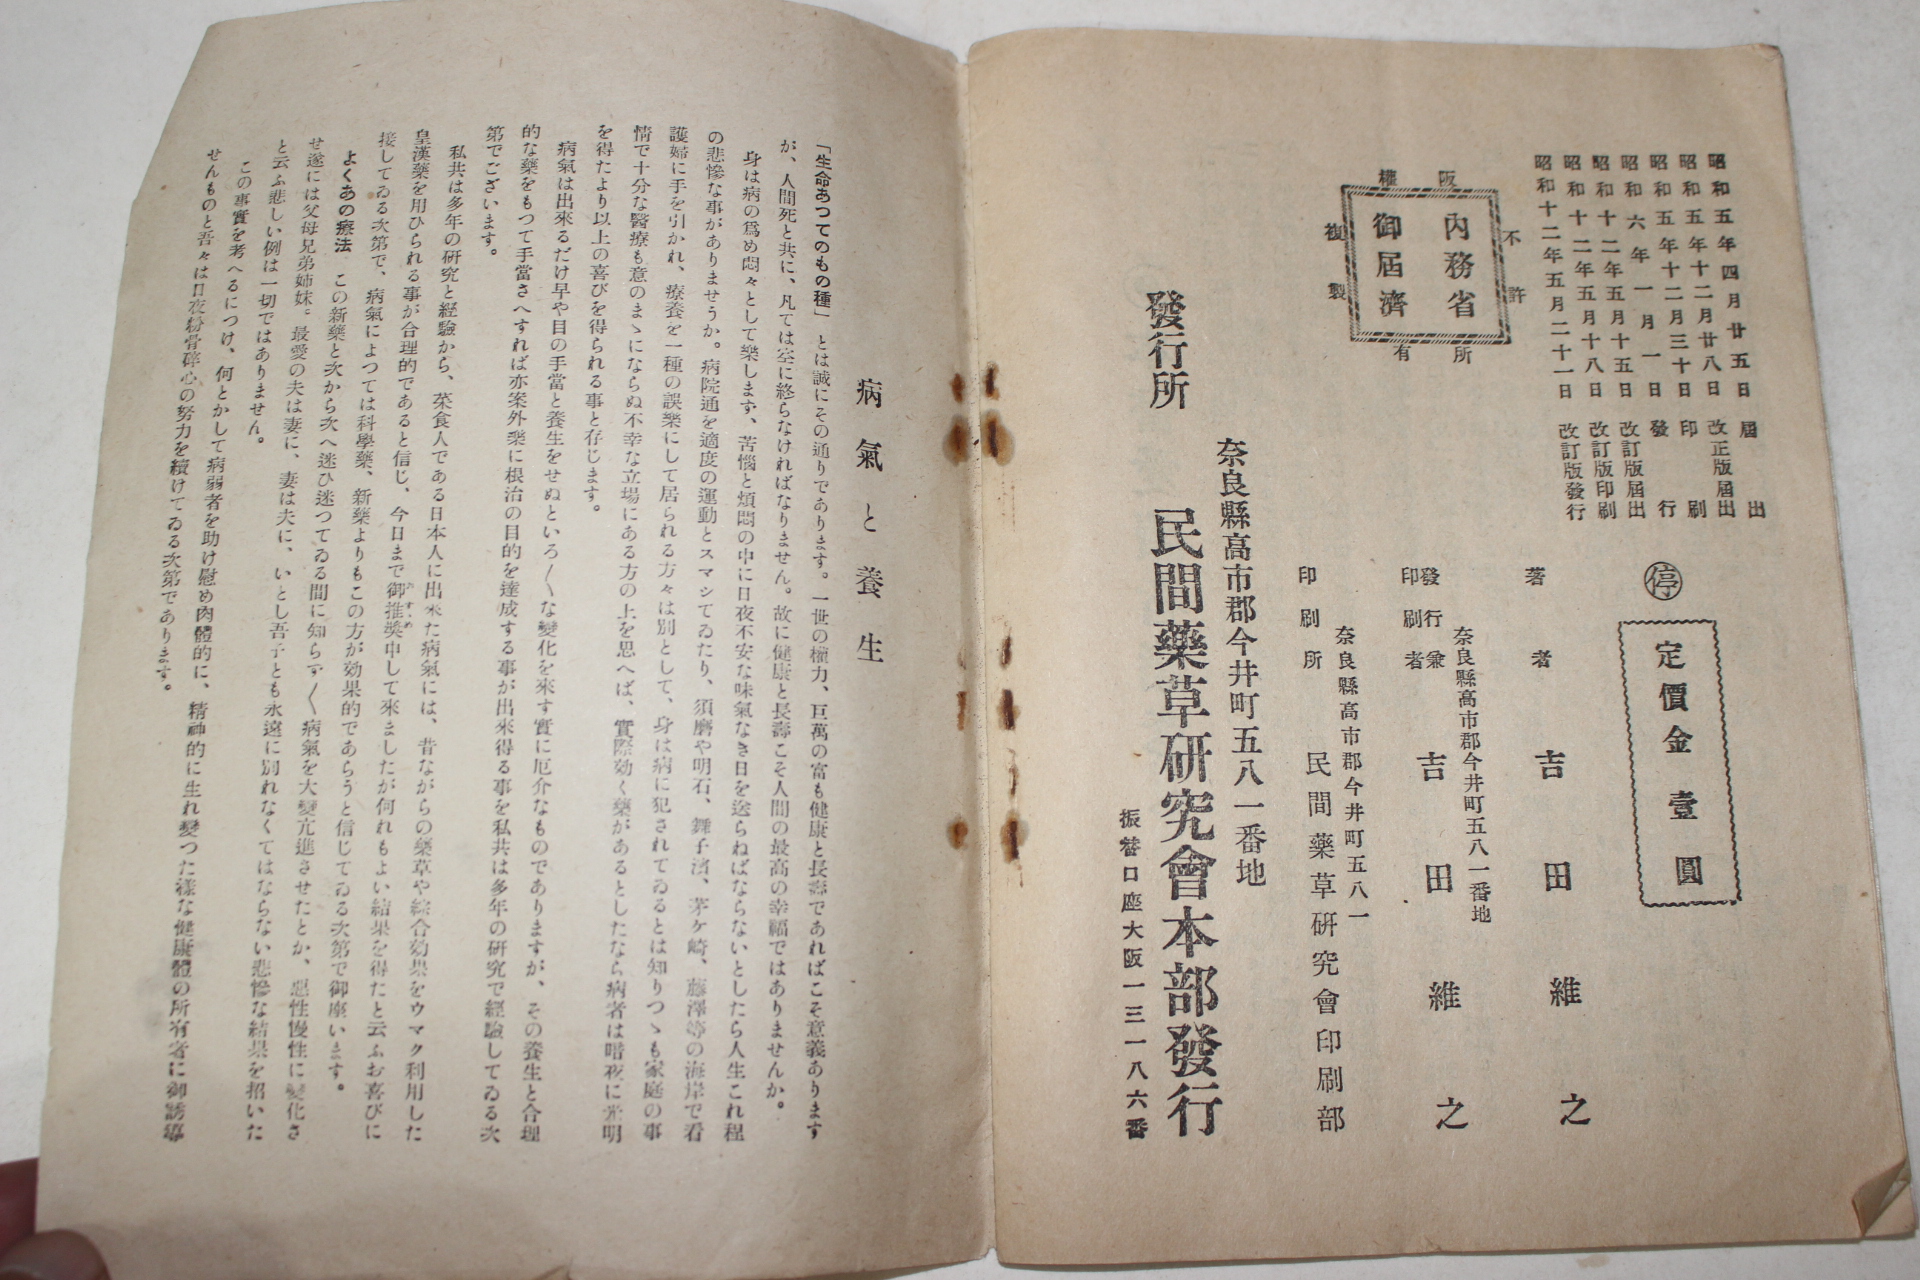 昭和五年四月廿五日 屆出
昭和五年十二月廿八日 改正版屆出
昭和五年十二月三十日 印刷
昭和六年一月一日 發行
昭和十二年五月十五日 改訂版屆出
昭和十二年五月十八日 改訂版印刷
昭和十二年五月二十一日 改訂版發行
不許
複製
阪權
所有
內務省
御屆濟
停
定價金壹圓
著者 吉田維之
奈良縣高市郡今井町五八一番地
發行兼
印刷者 吉田維之
奈良縣高市郡今井町五八一
印刷所 民間藥草研究會印刷部
奈良縣高市郡今井町五八一番地
發行所 民間藥草研究會本部發行
振替口座大阪一三一八六番
病氣と養生
「生命あつてのもの種」とは誠にその通りであります。一世の權力、巨萬の富も健康と長壽であればこそ意義あります
が、人間死と共に、凡ては空に終らなければなりません。故に健康と長壽こそ人間の最高の幸福ではありませんか。
身は病の爲め悶々として樂します、苦惱と煩悶の中に日夜不安な味氣なき日を送らねばならないとしたら人生これ程
の悲慘な事がありませうか。病院通を適度の運動とスマシてゐたり、須磨や明石、舞子濱、茅ケ崎、藤澤等の海岸で看
護婦に手を引かれ、療養を一種の誤樂にして居られる方々は別として、身は病に犯されてゐるとは知りつゝも家庭の事
情で十分な醫療も意のまゝにならぬ不幸な立場にある方の上を思へば、實際効く藥があるとしたなら病者は暗夜に光明
を得たより以上の喜びを得られる事と存じます。
病氣は出來るだけ早や目の手當と養生をせぬといろ〱な變化を來す實に厄介なものでありますが、その養生と合理
的な藥をもつて手當さへすれば亦案外樂に根治の目的を達成する事が出來得る事を私共は多年の研究で經驗してゐる次
第でございます。
私共は多年の研究と經驗から、菜食人である日本人に出來た病氣には、昔ながらの藥草や綜合効果をウマク利用した
皇漢藥を用ひられる事が合理的であると信じ、今日まで御推奬中して來ましたが何れもよい結果を得たと云ふお喜びに
接してゐる次第で、病氣によつては科學藥、新藥よりもこの方が効果的であらうと信じてゐる次第で御座います。
よくあの療法 この新藥と次から次へ迷ひ迷つてゐる間に知らず〱病氣を大變亢進させたとか、惡性慢性に變化さ
せ遂には父母兄弟姉妹。最愛の夫は妻に、妻は夫に、いとし吾子とも永遠に別れなくてはならない悲慘な結果を招いた
と云ふ悲しい例は一切ではありません。
この事實を考へるにつけ、何とかして病弱者を助け慰め肉體的に、精神的に生れ變つた樣な健康體の所有者に御誘導
せんものと吾々は日夜粉骨碎心の努力を續けてゐる次第であります。